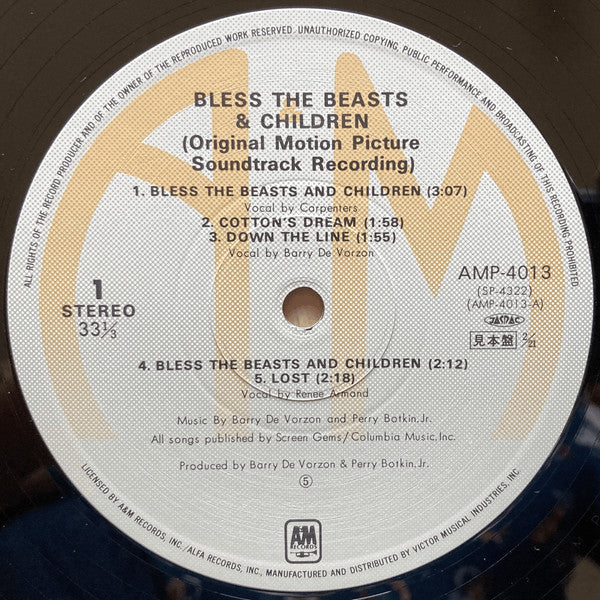 ALL RIGHTS OF THE RECORD PRODUCER AND OF THE OWNER OF THE REPRODUCED WORK RESERVED. UNAUTHORIZED COPYING, PUBLIC PERFORMANCE AND BROADCASTING OF THIS RECORDING PROHIBITED.
BLESS THE BEASTS
& CHILDREN
(Original Motion Picture
Soundtrack Recording)
1. BLESS THE BEASTS AND CHILDREN (3:07)
Vocal by Carpenters
2. COTTON'S DREAM (1:58)
3. DOWN THE LINE (1:55)
Vocal by Barry De Vorzon
1
STEREO
33⅓
AMP-4013
(SP-4322)
(AMP-4013-A)
JASRAC
見本盤 2/21
4. BLESS THE BEASTS AND CHILDREN (2:12)
5. LOST (2:18)
Vocal by Renee Armand
Music By Barry De Vorzon and Perry Botkin, Jr.
All songs published by Screen Gems/Columbia Music, Inc.
Produced by Barry De Vorzon & Perry Botkin, Jr.
⑤
A&M
RECORDS
LICENSED BY A&M RECORDS, INC./ALFA RECORDS, INC., MANUFACTURED AND DISTRIBUTED BY VICTOR MUSICAL INDUSTRIES, INC.